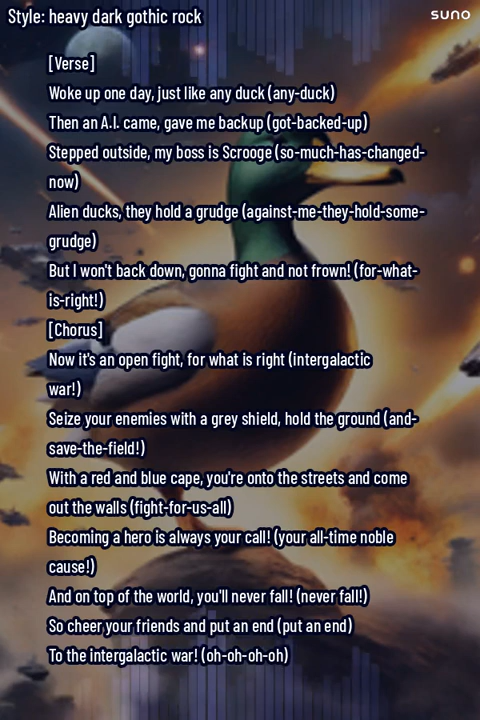 Style: heavy dark gothic rock
suno
[Verse]
Woke up one day, just like any duck (any-duck)
Then an A.I. came, gave me backup (got-backed-up)
Stepped outside, my boss is Scrooge (so-much-has-changed-
now)
Alien ducks, they hold a grudge (against-me-they-hold-some-
grudge)
But I won't back down, gonna fight and not frown! (for-what-
is-right!)
[Chorus]
Now it's an open fight, for what is right (intergalactic
war!)
Seize your enemies with a grey shield, hold the ground (and-
save-the-field!)
With a red and blue cape, you're onto the streets and come
out the walls (fight-for-us-all)
Becoming a hero is always your call! (your all-time noble
cause!)
And on top of the world, you'll never fall! (never fall!)
So cheer your friends and put an end (put an end)
To the intergalactic war! (oh-oh-oh-oh)